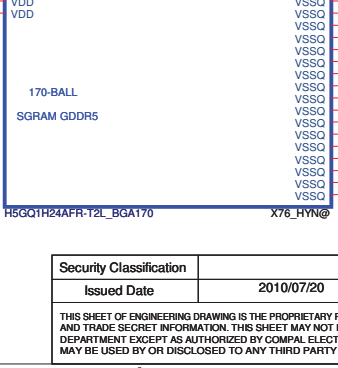 VDD VSSQ
VDD VSSQ
VSSQ
VSSQ
VSSQ
VSSQ
VSSQ
VSSQ
170-BALL VSSQ
VSSQ
SGRAM GDDR5 VSSQ
VSSQ
VSSQ
VSSQ
VSSQ
VSSQ
VSSQ
H5GQ1H24AFR-T2L_BGA170 X76_HYN@
Security Classification
Issued Date 2010/07/20
THIS SHEET OF ENGINEERING DRAWING IS THE PROPRIETARY
AND TRADE SECRET INFORMATION. THIS SHEET MAY NOT
DEPARTMENT EXCEPT AS AUTHORIZED BY COMPAL ELECT
MAY BE USED BY OR DISCLOSED TO ANY THIRD PARTY